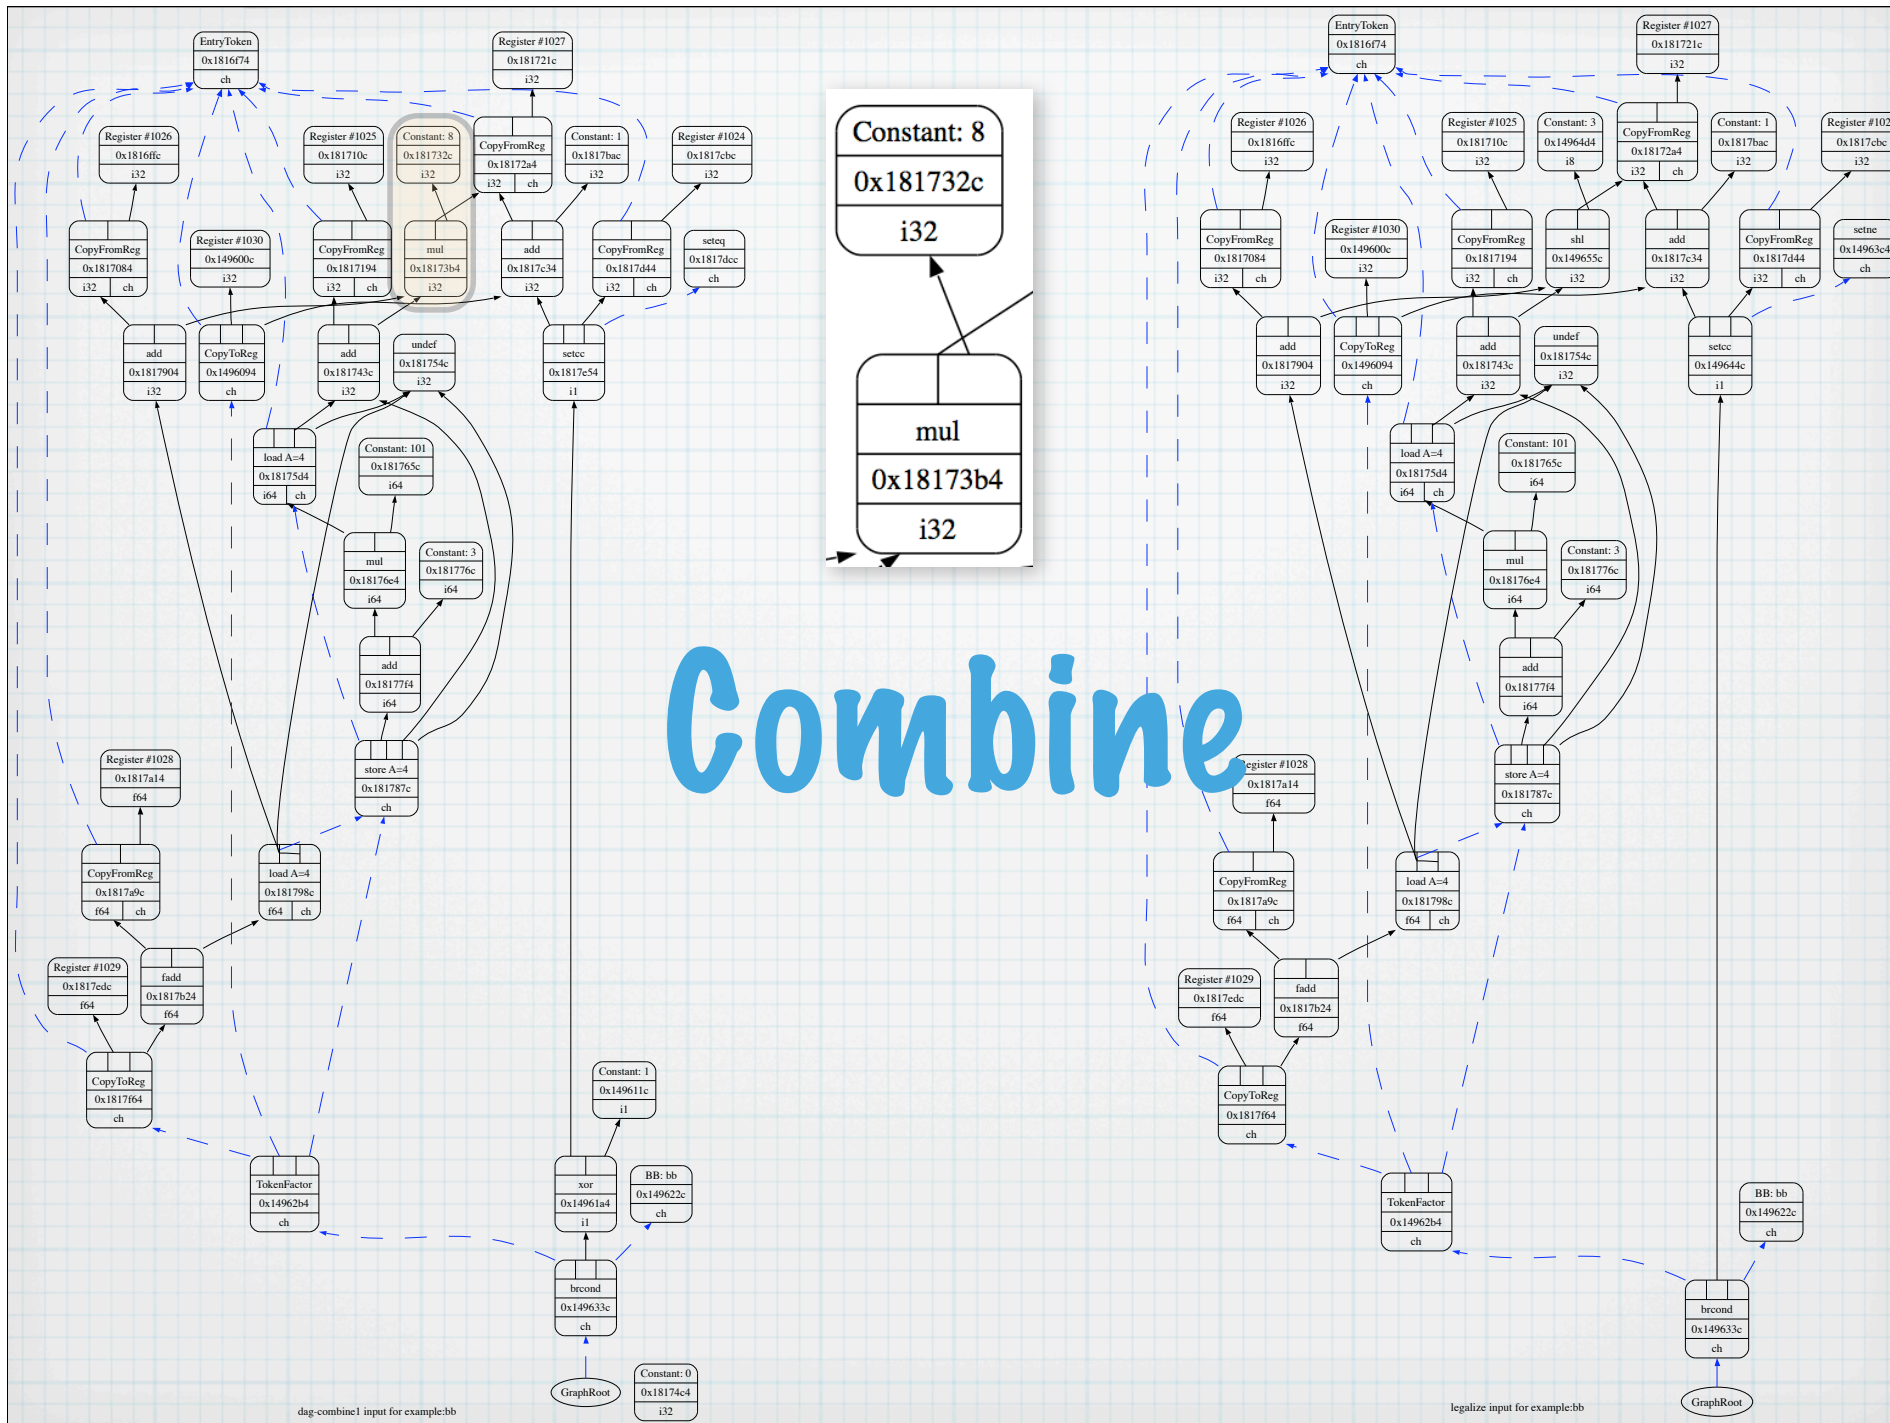 EntryToken
0x1816f74
ch
Register #1027
0x181721c
i32
Register #1026
0x1816ffc
i32
Register #1025
0x181710c
i32
Constant: 8
0x181732c
i32
CopyFromReg
0x18172a4
i32 ch
Constant: 1
0x1817bac
i32
Register #1024
0x1817cbc
i32
CopyFromReg
0x1817084
i32 ch
Register #1030
0x149600c
i32
CopyFromReg
0x1817194
i32 ch
mul
0x18173b4
i32
add
0x1817c34
i32
CopyFromReg
0x1817d44
i32 ch
seteq
0x1817dcc
ch
add
0x1817904
i32
CopyToReg
0x1496094
ch
add
0x181743c
i32
undef
0x181754c
i32
setcc
0x1817e54
i1
load A=4
0x18175d4
i64 ch
Constant: 101
0x181765c
i64
mul
0x18176e4
i64
Constant: 3
0x181776c
i64
add
0x18177f4
i64
store A=4
0x181787c
ch
Register #1028
0x1817a14
f64
CopyFromReg
0x1817a9c
f64 ch
load A=4
0x181798c
f64 ch
Register #1029
0x1817edc
f64
fadd
0x1817b24
f64
CopyToReg
0x1817f64
ch
Constant: 1
0x149611c
i1
TokenFactor
0x14962b4
ch
xor
0x14961a4
i1
BB: bb
0x149622c
ch
brcond
0x149633c
ch
GraphRoot
Constant: 0
0x18174c4
i32
dag-combine1 input for example:bb
Constant: 8
0x181732c
i32
mul
0x18173b4
i32
Combine
EntryToken
0x1816f74
ch
Register #1027
0x181721c
i32
Register #1026
0x1816ffc
i32
Register #1025
0x181710c
i32
Constant: 3
0x14964d4
i8
CopyFromReg
0x18172a4
i32 ch
Constant: 1
0x1817bac
i32
Register #102
0x1817cbc
i32
CopyFromReg
0x1817084
i32 ch
Register #1030
0x149600c
i32
CopyFromReg
0x1817194
i32 ch
shl
0x149655c
i32
add
0x1817c34
i32
CopyFromReg
0x1817d44
i32 ch
setne
0x14963c4
ch
add
0x1817904
i32
CopyToReg
0x1496094
ch
add
0x181743c
i32
undef
0x181754c
i32
setcc
0x149644c
i1
load A=4
0x18175d4
i64 ch
Constant: 101
0x181765c
i64
mul
0x18176e4
i64
Constant: 3
0x181776c
i64
add
0x18177f4
i64
store A=4
0x181787c
ch
Register #1028
0x1817a14
f64
CopyFromReg
0x1817a9c
f64 ch
load A=4
0x181798c
f64 ch
Register #1029
0x1817edc
f64
fadd
0x1817b24
f64
CopyToReg
0x1817f64
ch
TokenFactor
0x14962b4
ch
BB: bb
0x149622c
ch
brcond
0x149633c
ch
GraphRoot
legalize input for example:bb